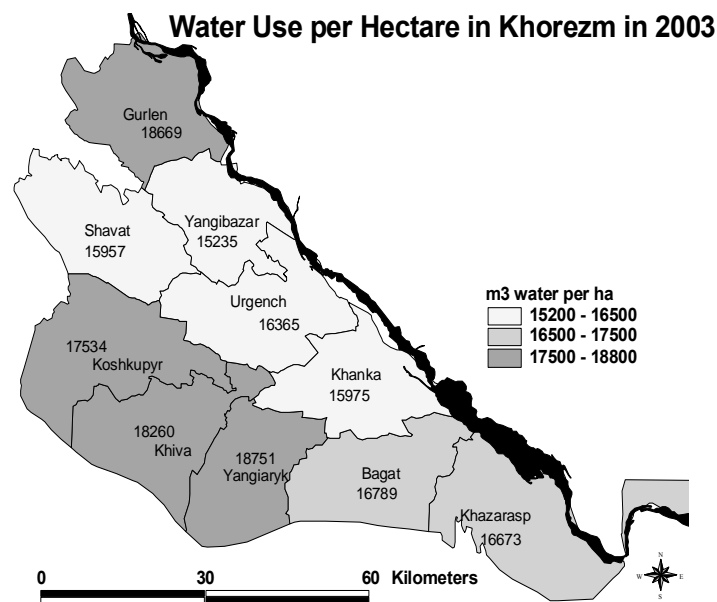 Water Use per Hectare in Khorezm in 2003
Gurlen
18669
Yangibazar
15235
Shavat
15957
Urgench
16365
m3 water per ha
15200 - 16500
16500 - 17500
17500 - 18800
17534
Koshkupyr
Khanka
15975
18260
Khiva
18751
Yangiaryk
Bagat
16789
Khazarasp
16673
N
W E
S
0 30 60 Kilometers